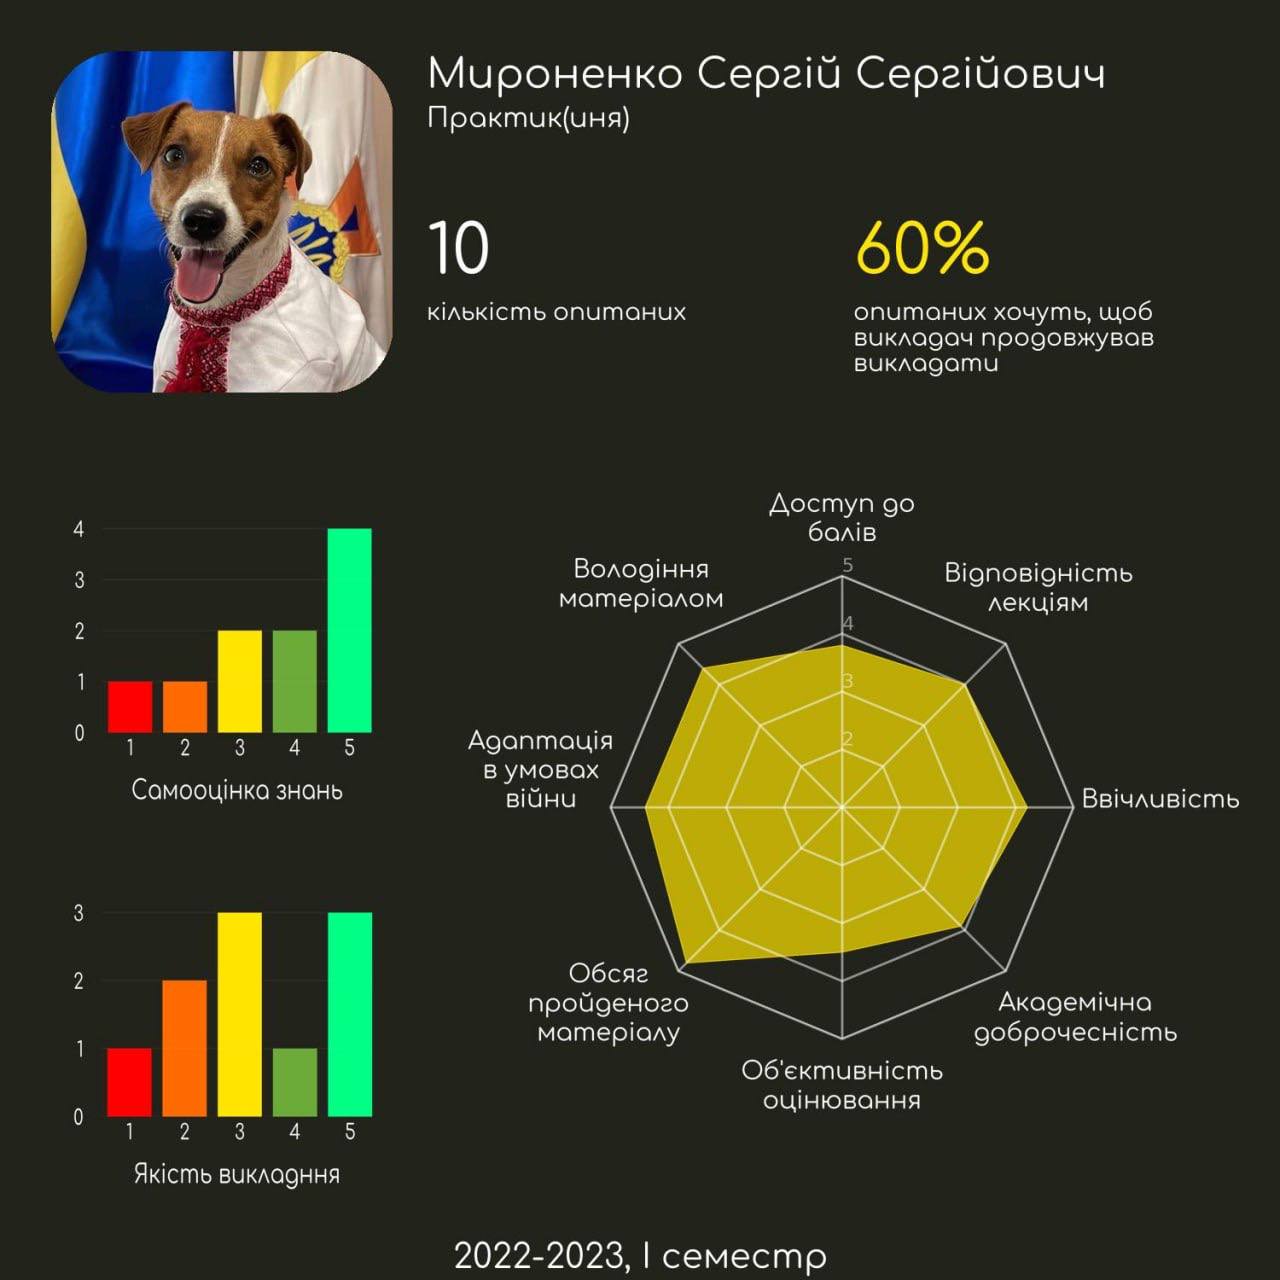 Мироненко Сергій Сергійович
Практик(иня)
10
кількість опитаних
60%
опитаних хочуть, щоб
викладач продовжував
викладати
4
3
2
1
0
1 2 3 4 5
Самооцінка знань
3
2
1
0
1 2 3 4 5
Якість викладння
Доступ до
балів
Відповідність
лекціям
Ввічливість
Академічна
доброчесність
Об'єктивність
оцінювання
Обсяг
пройденого
матеріалу
Адаптація
в умовах
війни
Володіння
матеріалом
5
4
3
2
2022-2023, І семестр